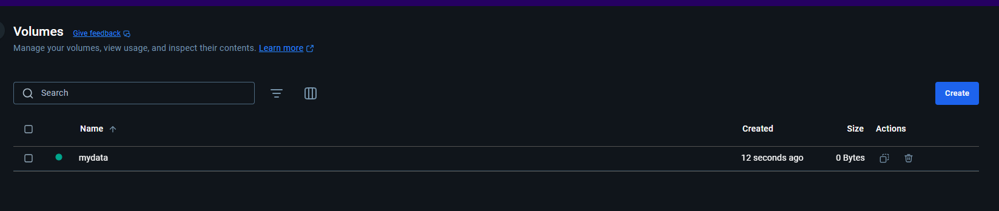 Volumes Give feedback
Manage your volumes, view usage, and inspect their contents. Learn more
Search
Create
Name Created Size Actions
mydata 12 seconds ago 0 Bytes